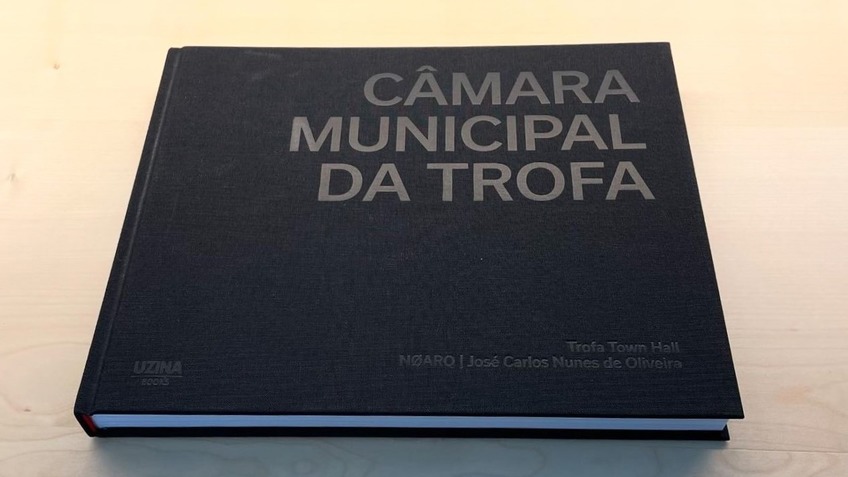 CÂMARA
MUNICIPAL
DA TROFA
Trofa Town Hall
NØARQ | José Carlos Nunes de Oliveira
UZINA
BOOKS